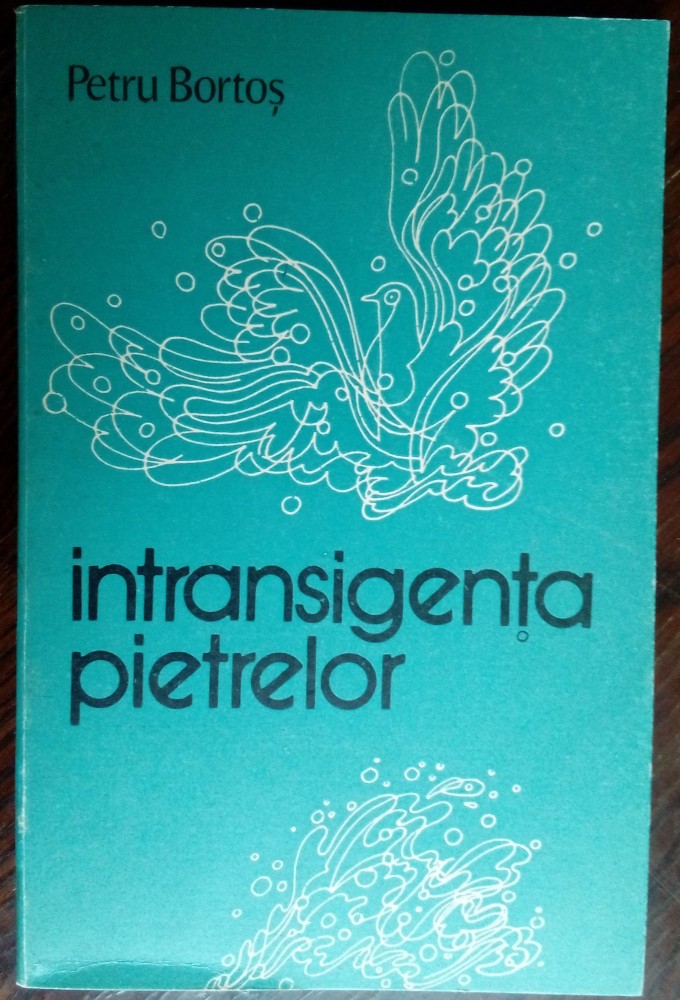 Petru Bortoș
intransigența
pietrelor